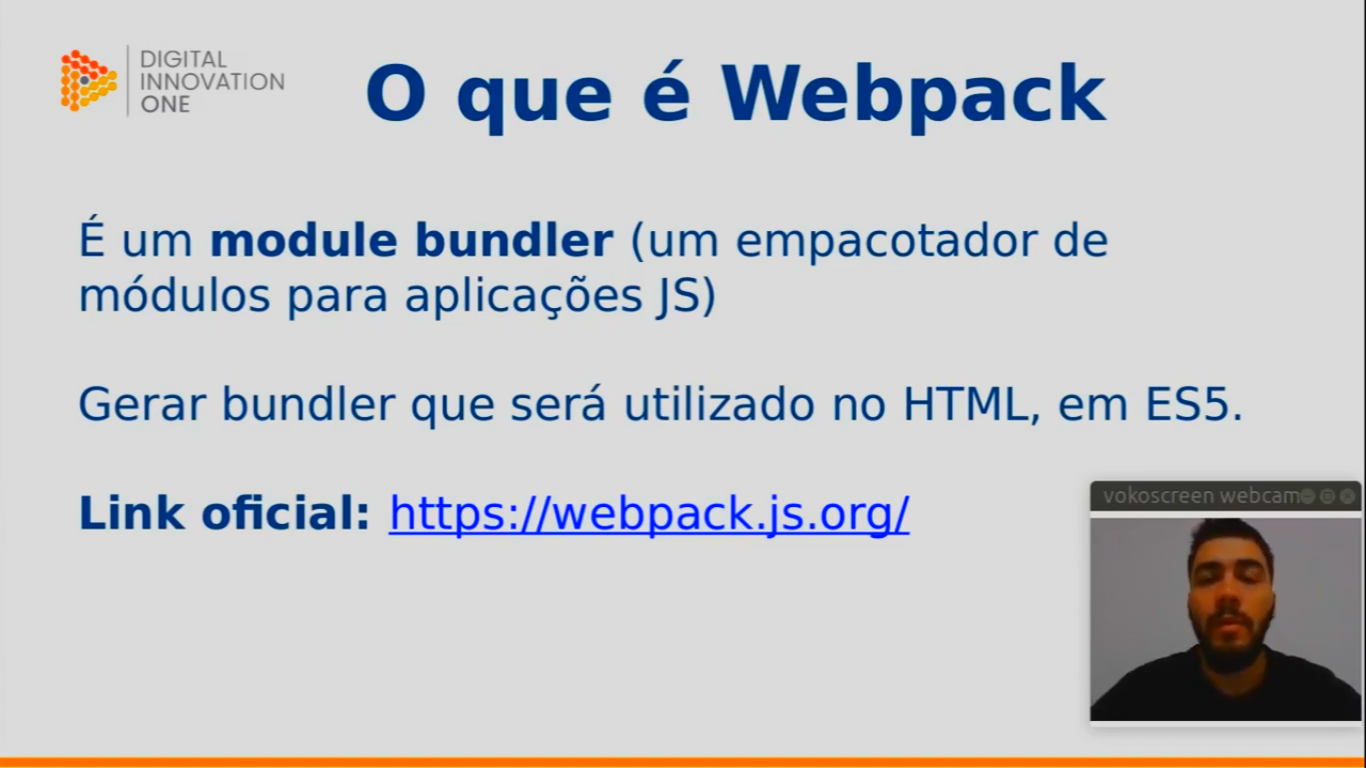 DIGITAL
INNOVATION
ONE
O que é Webpack
É um module bundler (um empacotador de
módulos para aplicações JS)
Gerar bundler que será utilizado no HTML, em ES5.
Link oficial: https://webpack.js.org/
vokoscreen webcam